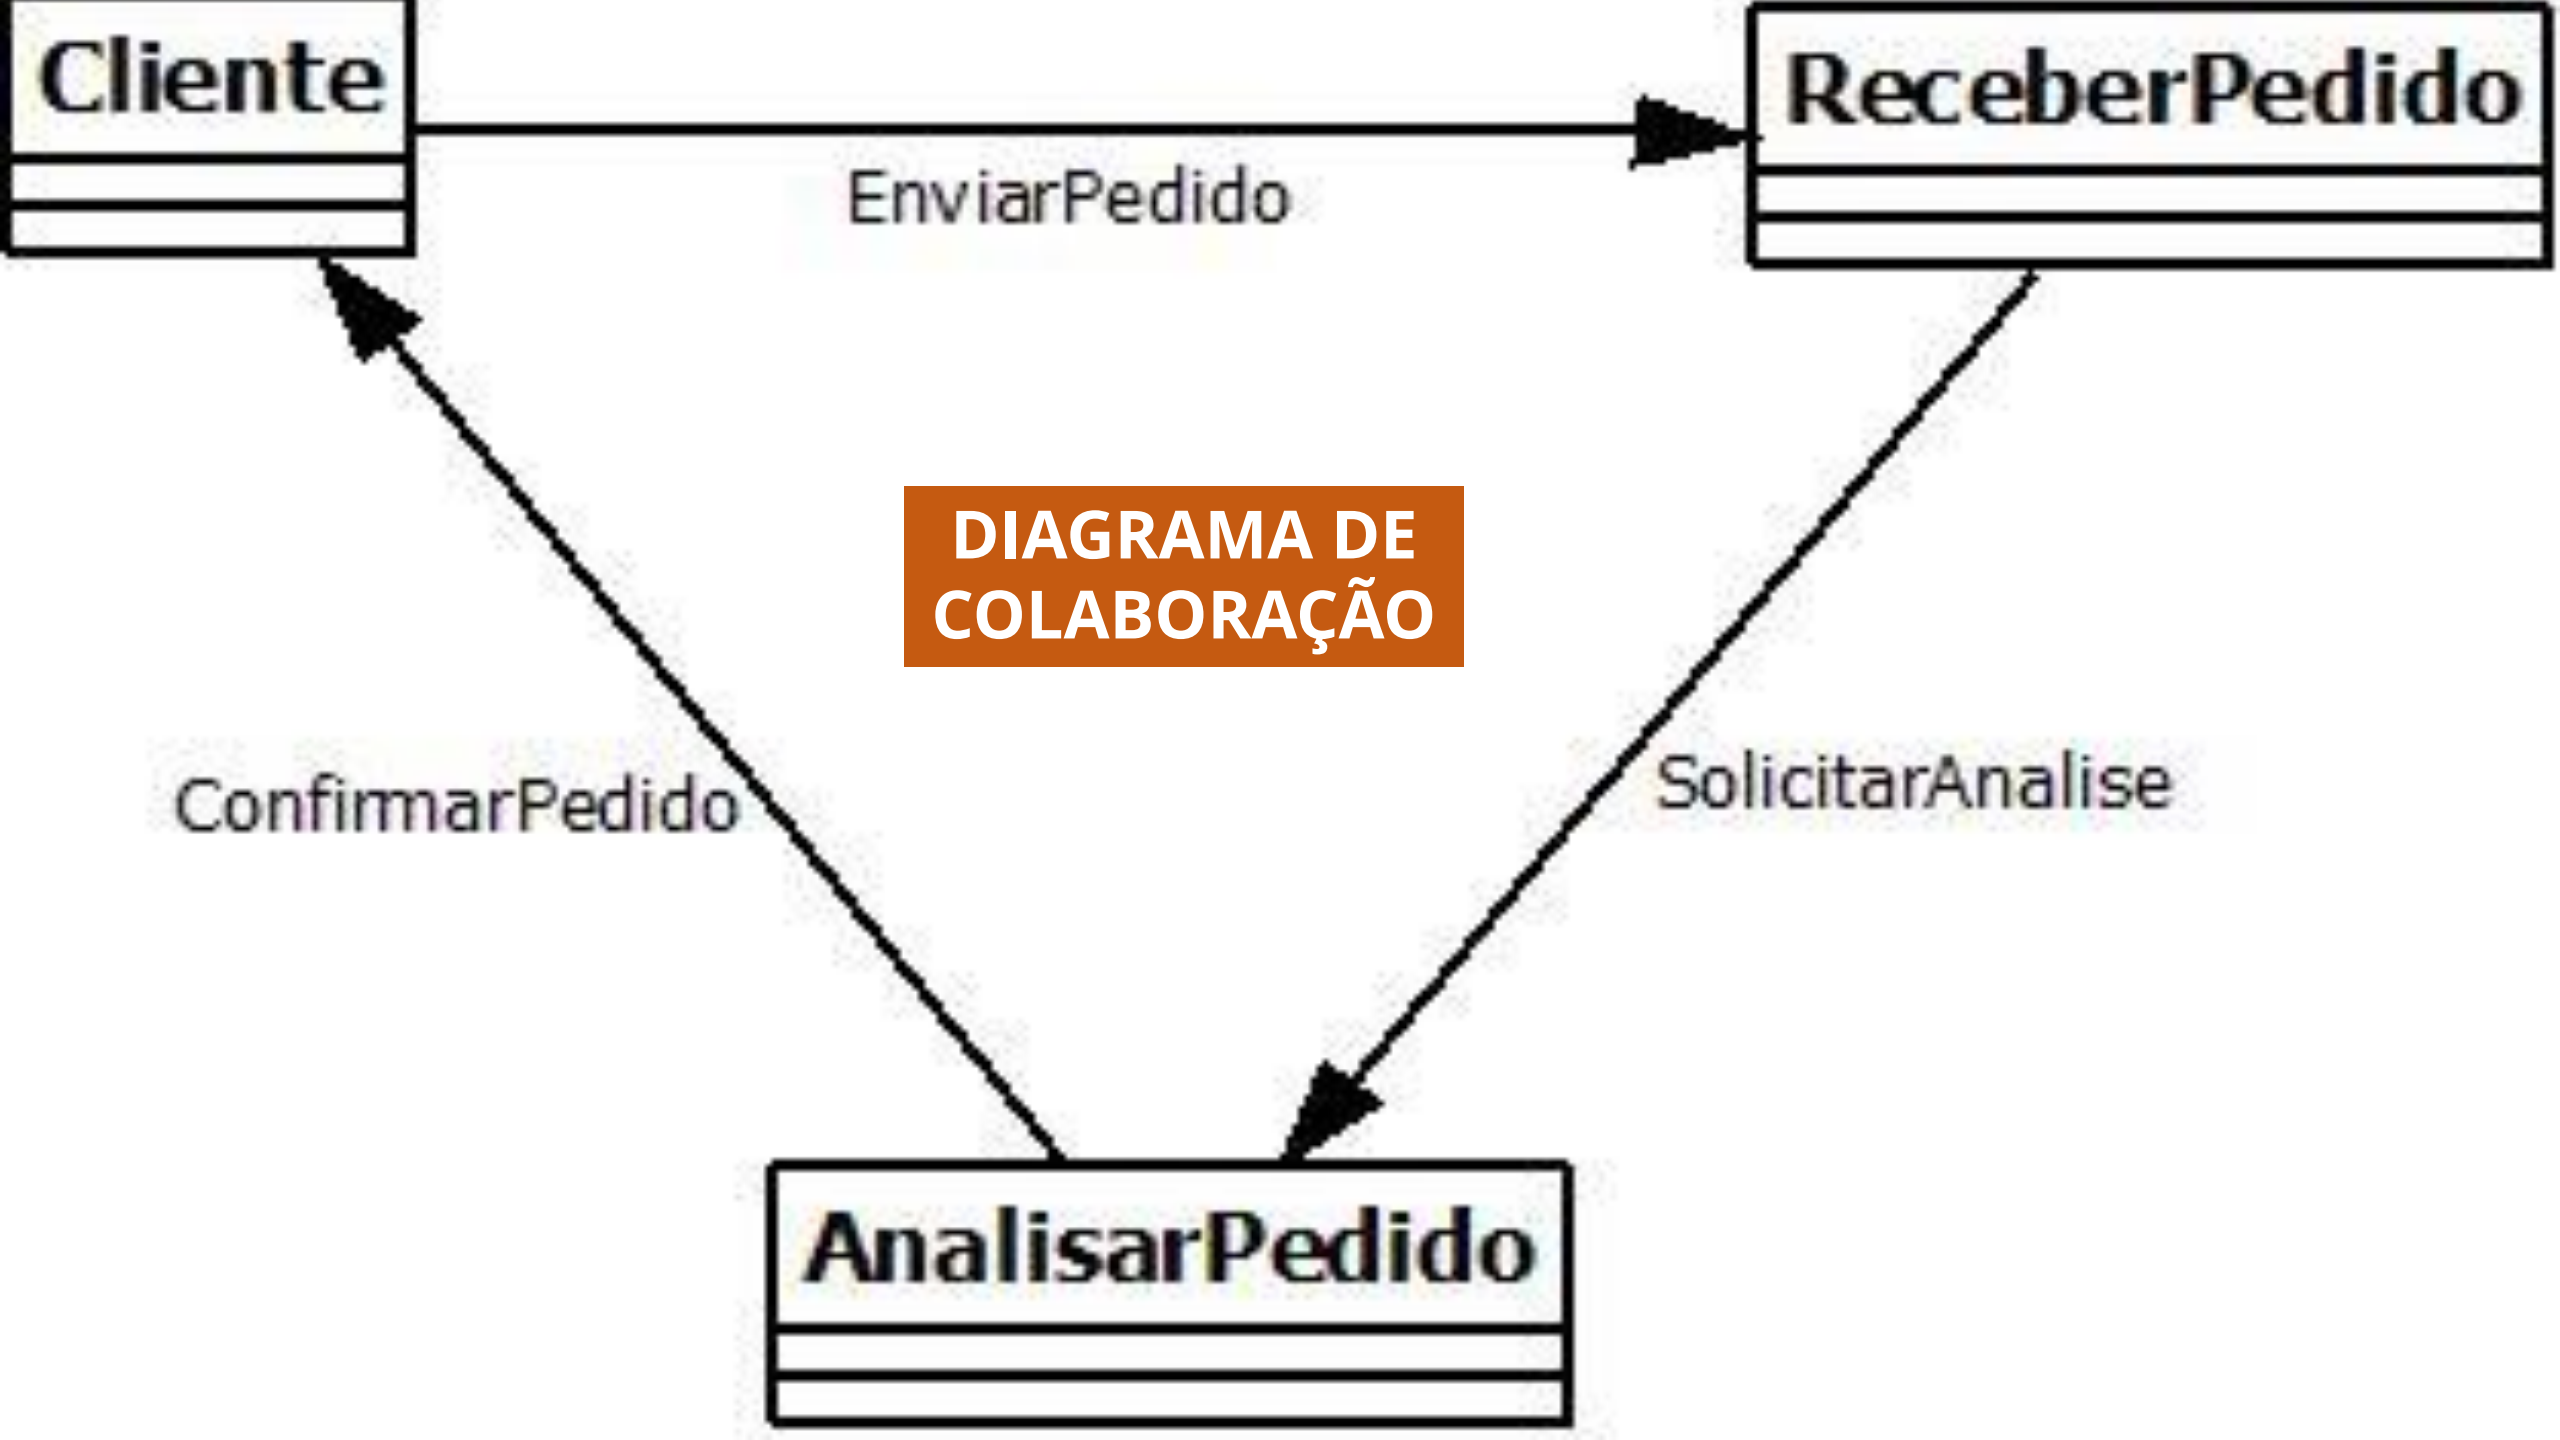 Cliente
ReceberPedido
EnviarPedido
DIAGRAMA DE
COLABORAÇÃO
ConfirmarPedido
SolicitarAnalise
AnalisarPedido